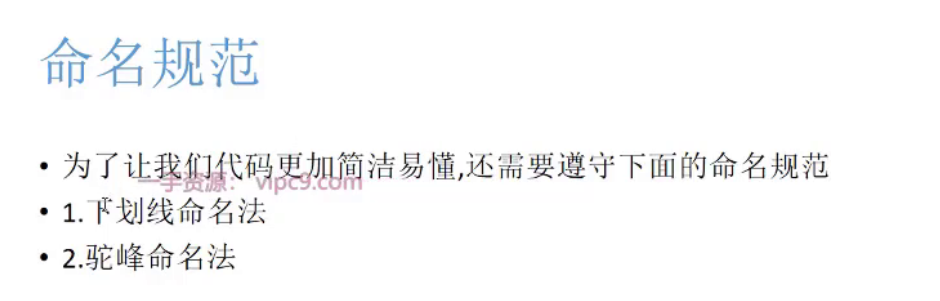 命名规范
• 为了让我们代码更加简洁易懂,还需要遵守下面的命名规范
一手资源: vipc9.com
• 1.下划线命名法
• 2.驼峰命名法